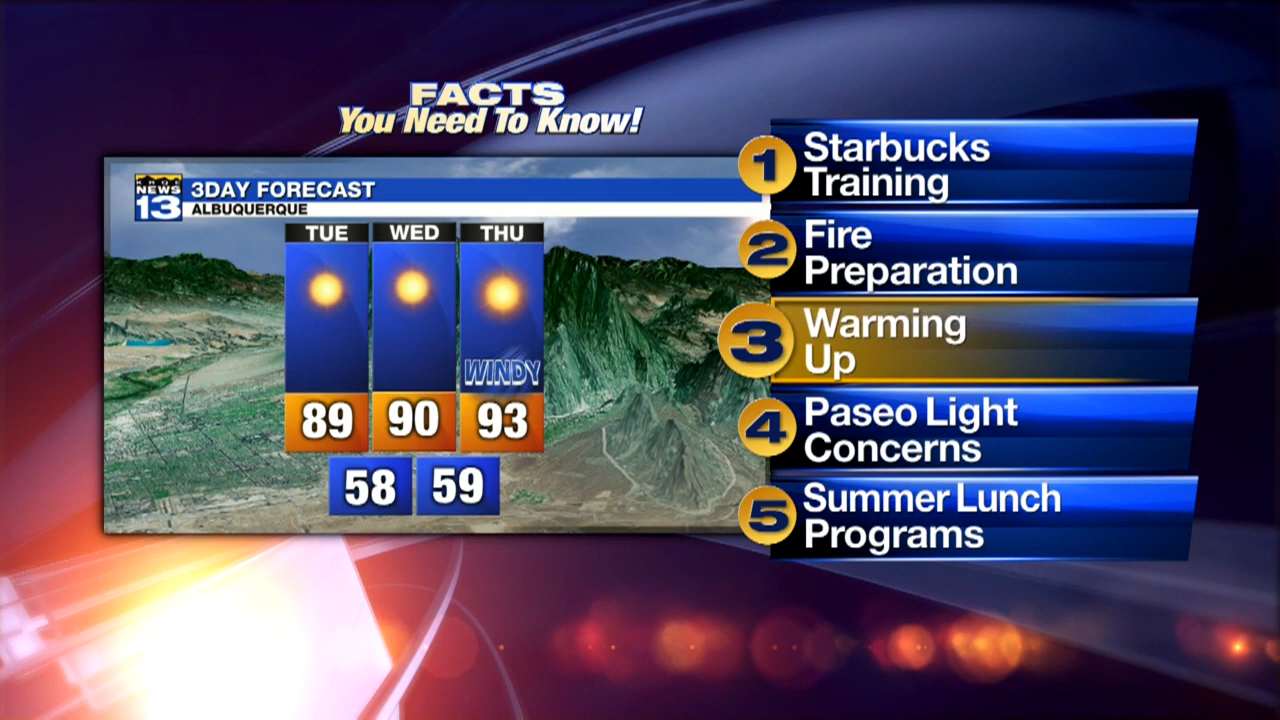 FACTS
You Need To Know!
KRQE
NEWS
13
3DAY FORECAST
ALBUQUERQUE
TUE WED THU
WINDY
89 90 93
58 59
1 Starbucks
Training
2 Fire
Preparation
3 Warming
Up
4 Paseo Light
Concerns
5 Summer Lunch
Programs